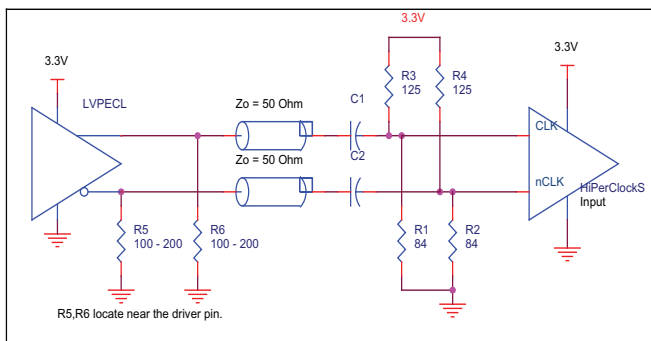 3.3V
3.3V
3.3V
LVPECL
R3
125
R4
125
Zo = 50 Ohm
C1
CLK
Zo = 50 Ohm
C2
nCLK
HiPerClockS
Input
R5
100 - 200
R6
100 - 200
R1
84
R2
84
R5,R6 locate near the driver pin.